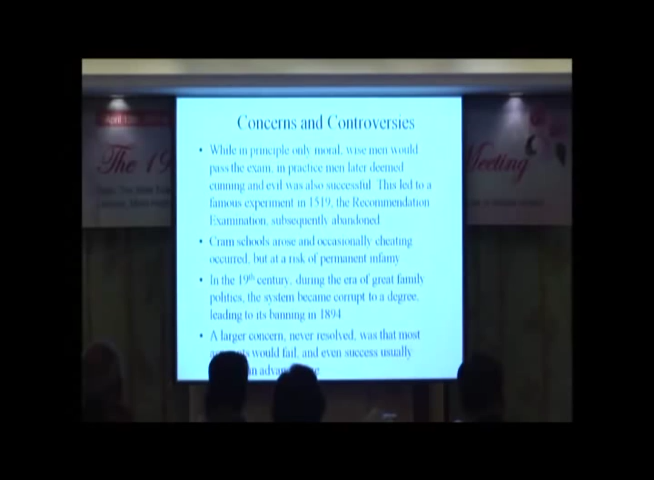 Concerns and Controversies
• While in principle only moral, wise men would
pass the exam, in practice men later deemed
cunning and evil was also successful. This led to a
famous experiment in 1519, the Recommendation
Examination, subsequently abandoned
• Cram schools arose and occasionally cheating
occurred, but at a risk of permanent infamy
• In the 19th century, during the era of great family
politics, the system became corrupt to a degree,
leading to its banning in 1894
• A larger concern, never resolved, was that most
would fail, and even success usually
in
The 19
Meeting